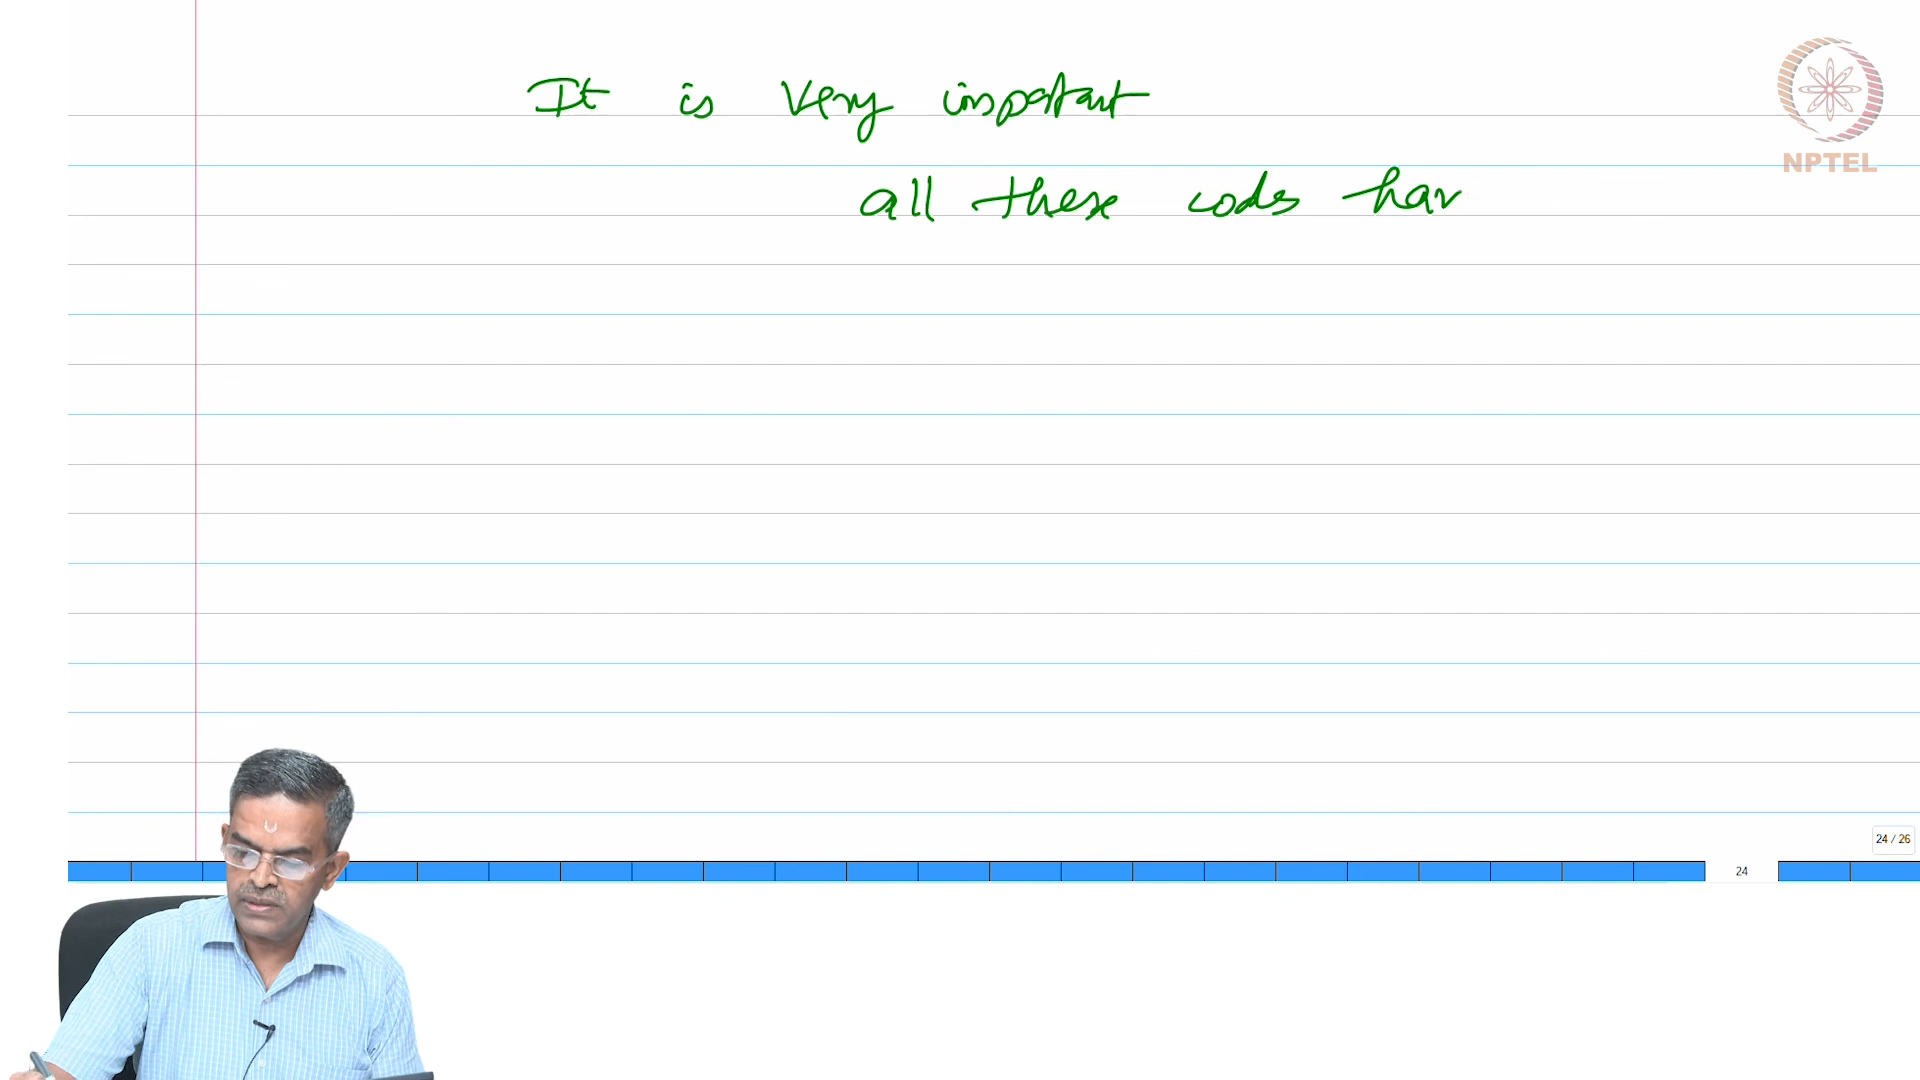 It is very important
NPTEL
all these codes hav
24 / 26
24